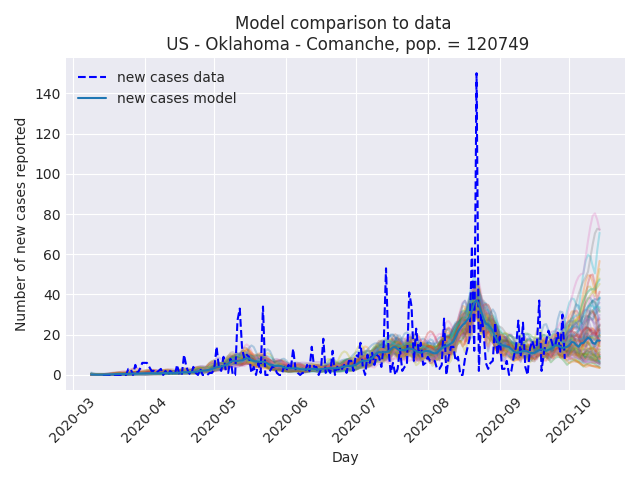 Model comparison to data
US - Oklahoma - Comanche, pop. = 120749
new cases data
new cases model
Number of new cases reported
140
120
100
80
60
40
20
0
2020-03
2020-04
2020-05
2020-06
2020-07
2020-08
2020-09
2020-10
Day